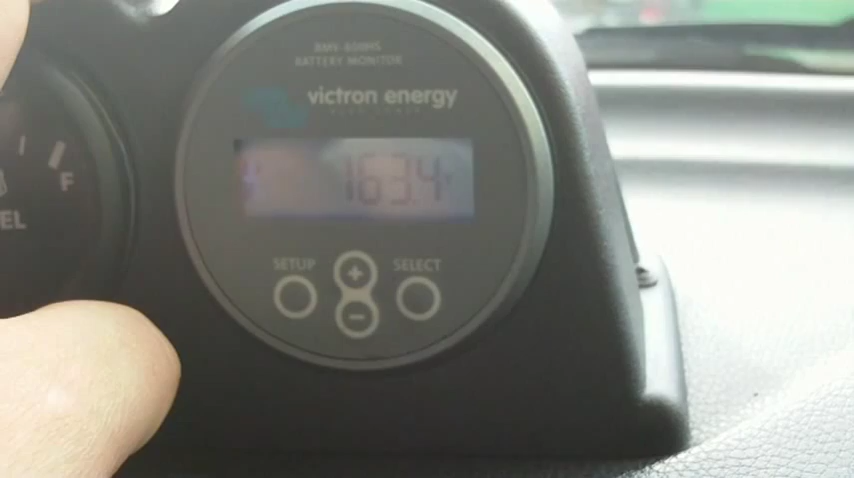 BMV-600HS
BATTERY MONITOR
victron energy
163.4
SETUP
SELECT
+
-
F
EL